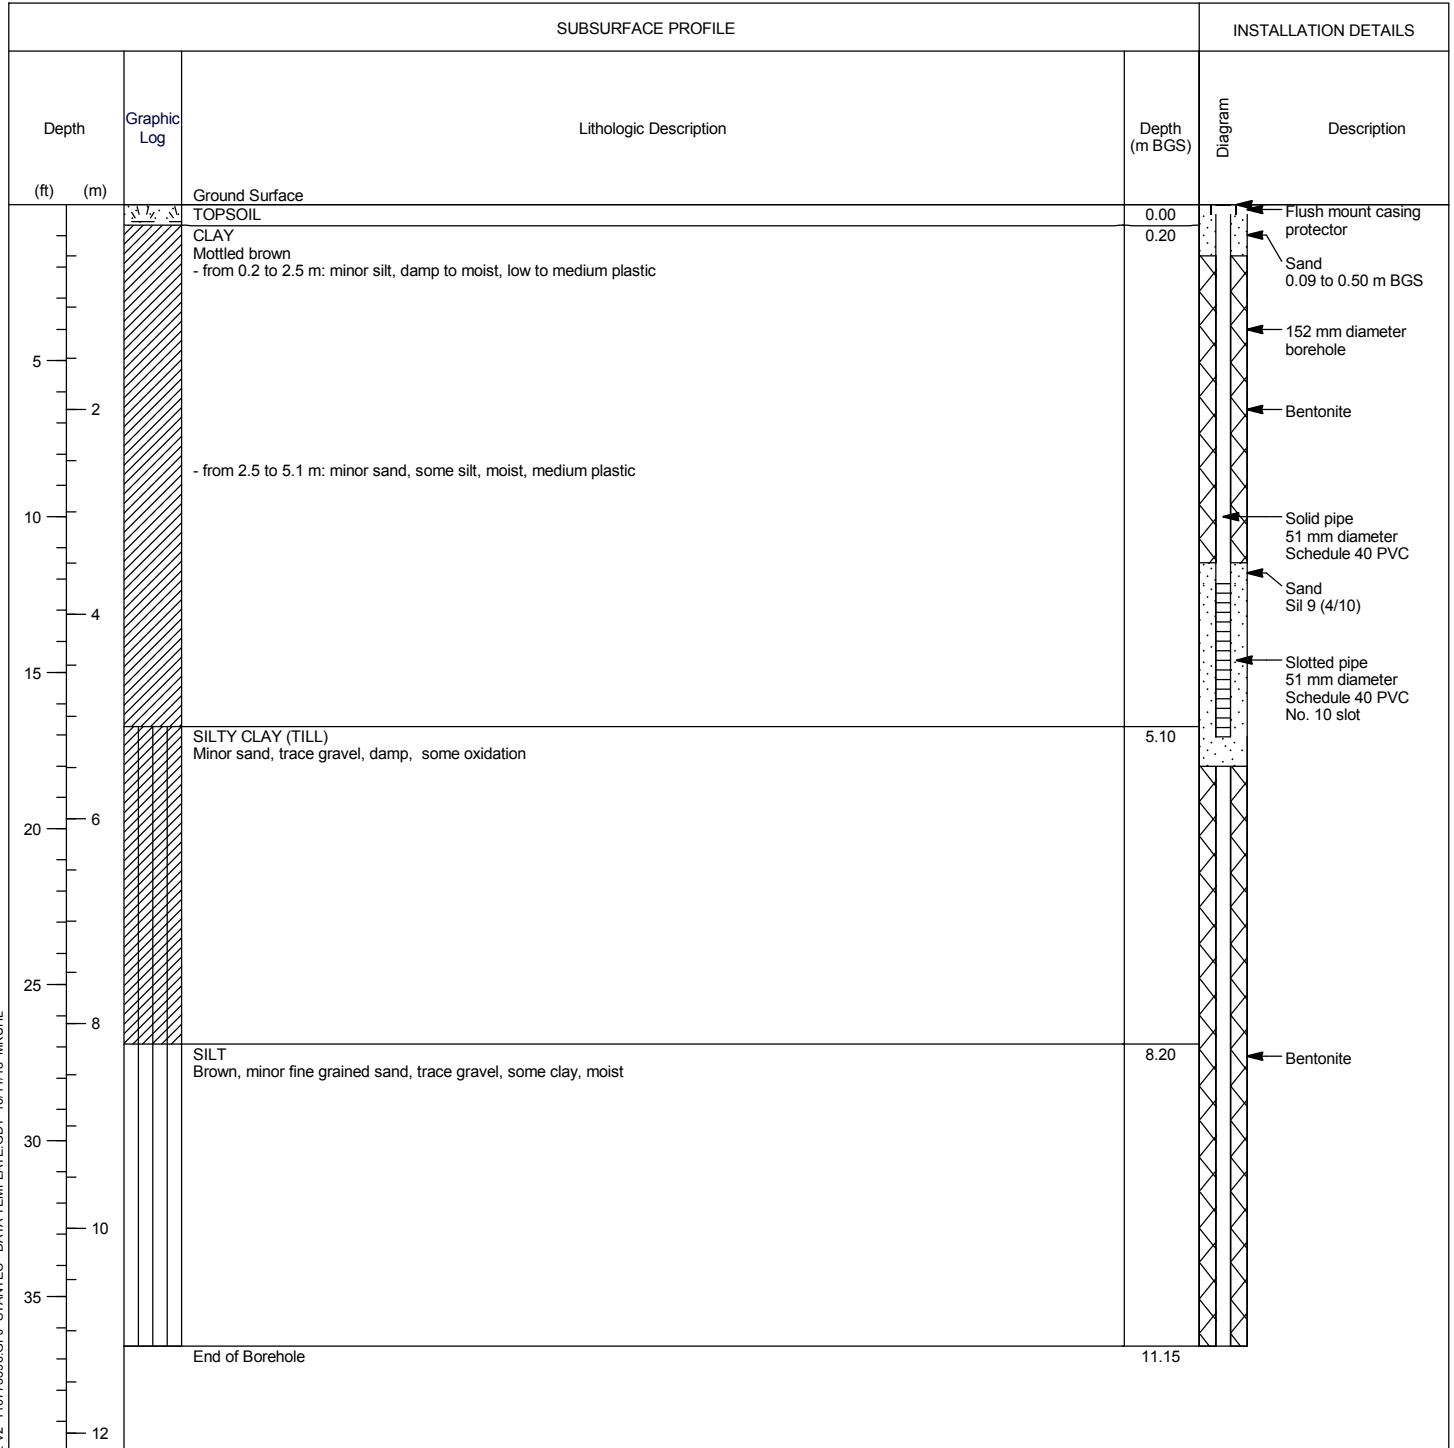 SUBSURFACE PROFILE
INSTALLATION DETAILS
Depth
Graphic
Log
Lithologic Description
Depth
(m BGS)
Diagram
Description
(ft)
(m)
Ground Surface
TOPSOIL
0.00
Flush mount casing
protector
CLAY
0.20
Mottled brown
- from 0.2 to 2.5 m: minor silt, damp to moist, low to medium plastic
Sand
0.09 to 0.50 m BGS
152 mm diameter
borehole
5
2
Bentonite
- from 2.5 to 5.1 m: minor sand, some silt, moist, medium plastic
10
Solid pipe
51 mm diameter
Schedule 40 PVC
Sand
Sil 9 (4/10)
4
15
Slotted pipe
51 mm diameter
Schedule 40 PVC
No. 10 slot
SILTY CLAY (TILL)
5.10
Minor sand, trace gravel, damp,  some oxidation
6
20
25
8
SILT
8.20
Bentonite
Brown, minor fine grained sand, trace gravel, some clay, moist
30
10
35
End of Borehole
11.15
12